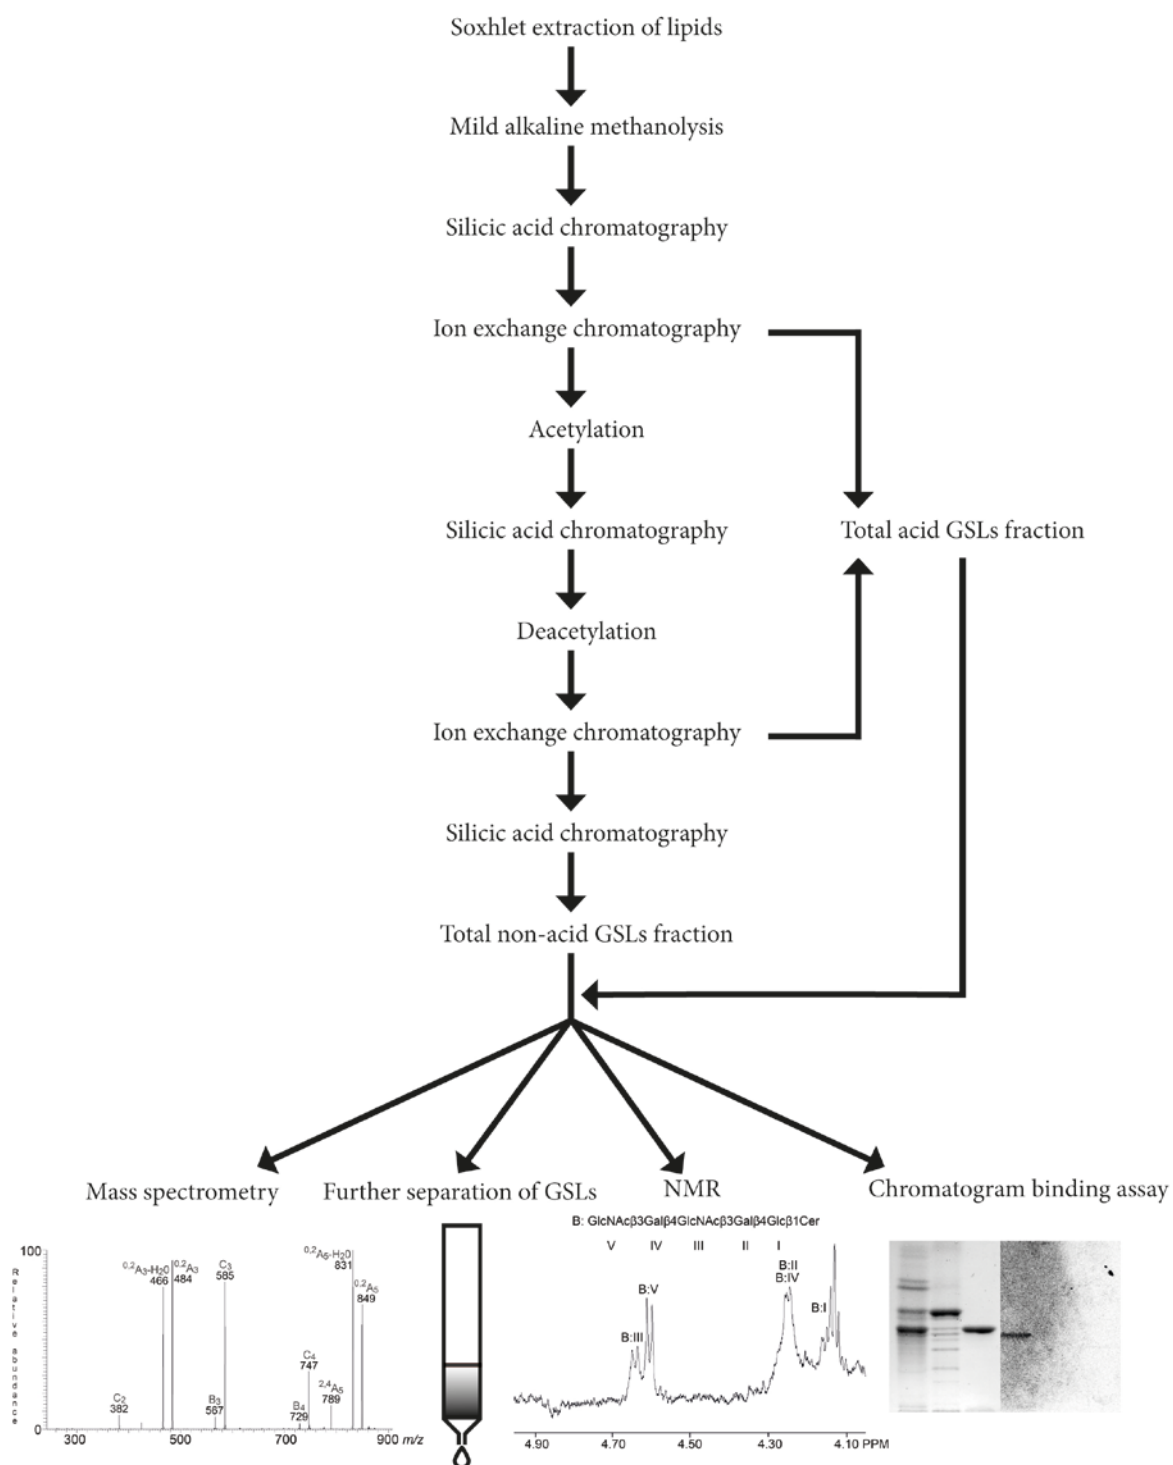 Soxhlet extraction of lipids
Mild alkaline methanolysis
Silicic acid chromatography
Ion exchange chromatography
Acetylation
Silicic acid chromatography
Total acid GSLs fraction
Deacetylation
Ion exchange chromatography
Silicic acid chromatography
Total non-acid GSLs fraction
Mass spectrometry
Further separation of GSLs
NMR
Chromatogram binding assay
Relative abundance
100
0
0,2A3-H2O
466
0,2A3
484
C3
585
0,2A5-H20
831
0,2A5
849
C4
747
2,4A5
789
C2
382
B3
567
B4
729
300 500 700 900 m/z
B: GlcNAcβ3Galβ4GlcNAcβ3Galβ4Glcβ1Cer
V IV III II I
B:II
B:IV
B:V
B:I
B:III
4.90 4.70 4.50 4.30 4.10 PPM